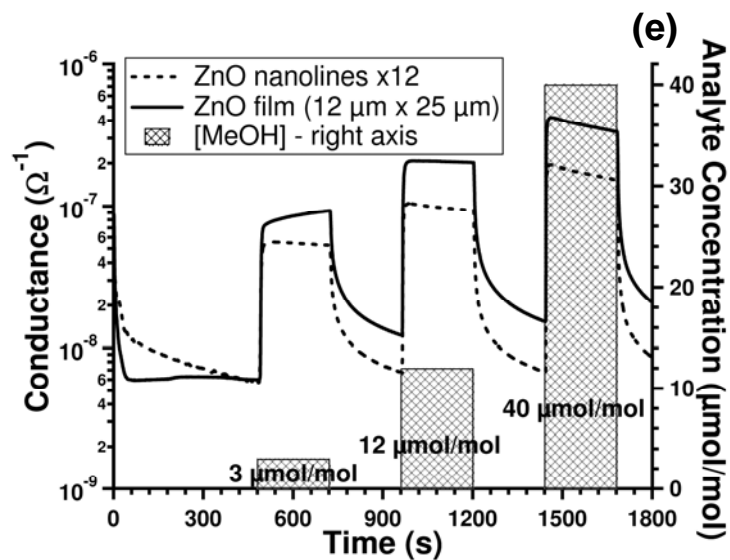 (e)
ZnO nanolines x12
ZnO film (12 µm x 25 µm)
[MeOH] - right axis
Conductance (Ω⁻¹)
10⁻⁶
6
4
2
10⁻⁷
6
4
2
10⁻⁸
6
4
2
10⁻⁹
3 µmol/mol
12 µmol/mol
40 µmol/mol
40
30
20
10
0
Analyte Concentration (µmol/mol)
0 300 600 900 1200 1500 1800
Time (s)